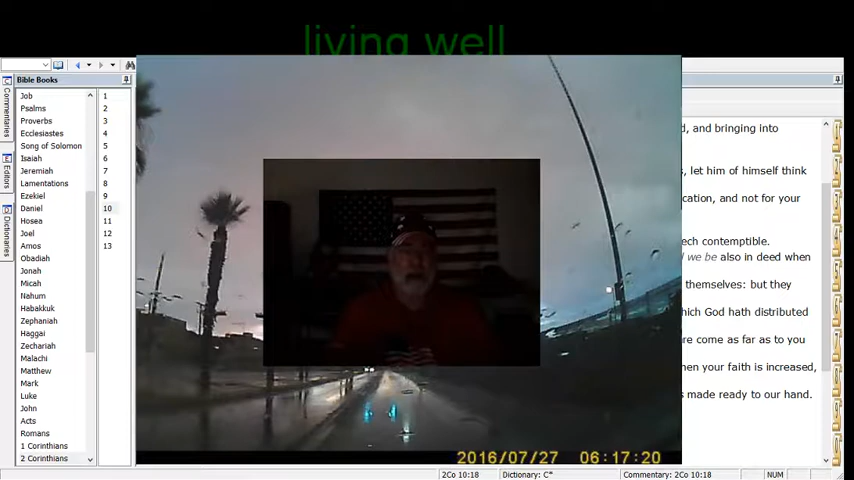 living well
Bible Books
Commentaries
Editors
Dictionaries
Job
Psalms
Proverbs
Ecclesiastes
Song of Solomon
Isaiah
Jeremiah
Lamentations
Ezekiel
Daniel
Hosea
Joel
Amos
Obadiah
Jonah
Micah
Nahum
Habakkuk
Zephaniah
Haggai
Zechariah
Malachi
Matthew
Mark
Luke
John
Acts
Romans
1 Corinthians
2 Corinthians
1
2
3
4
5
6
7
8
9
10
11
12
13
, and bringing into
, let him of himself think
cation, and not for your
ech contemptible.
we be also in deed when
themselves: but they
hich God hath distributed
re come as far as to you
hen your faith is increased,
s made ready to our hand.
2016/07/27 06:17:20
2Co 10:18 Dictionary: C* Commentary: 2Co 10:18 NUM